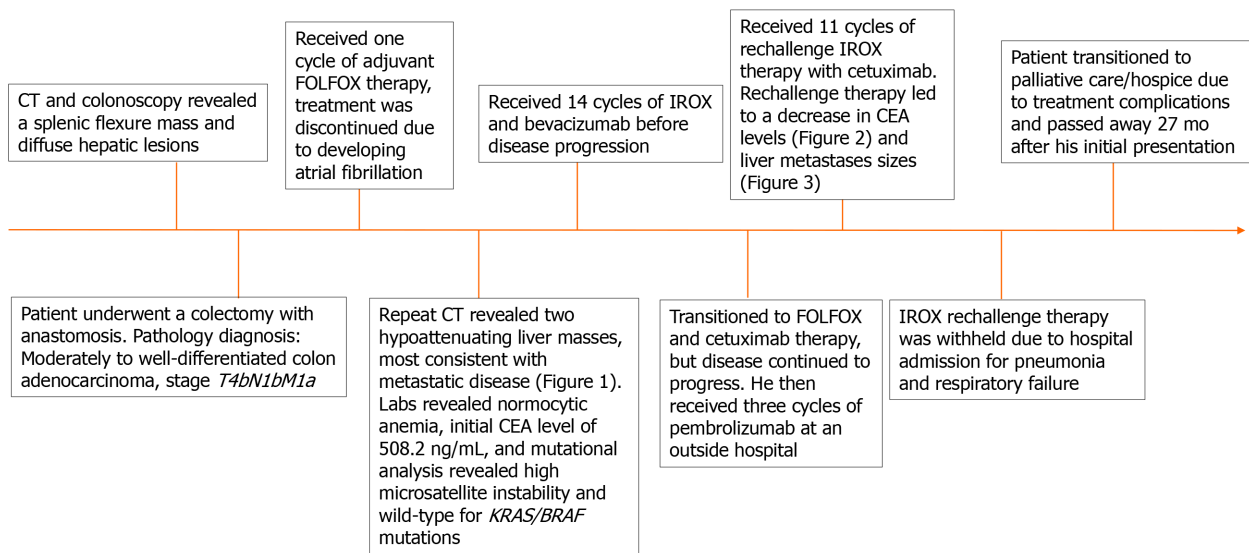 CT and colonoscopy revealed
a splenic flexure mass and
diffuse hepatic lesions
Patient underwent a colectomy with
anastomosis. Pathology diagnosis:
Moderately to well-differentiated colon
adenocarcinoma, stage T4bN1bM1a
Received one
cycle of adjuvant
FOLFOX therapy,
treatment was
discontinued due
to developing
atrial fibrillation
Repeat CT revealed two
hypoattenuating liver masses,
most consistent with
metastatic disease (Figure 1).
Labs revealed normocytic
anemia, initial CEA level of
508.2 ng/mL, and mutational
analysis revealed high
microsatellite instability and
wild-type for KRAS/BRAF
mutations
Received 14 cycles of IROX
and bevacizumab before
disease progression
Transitioned to FOLFOX
and cetuximab therapy,
but disease continued to
progress. He then
received three cycles of
pembrolizumab at an
outside hospital
Received 11 cycles of
rechallenge IROX
therapy with cetuximab.
Rechallenge therapy led
to a decrease in CEA
levels (Figure 2) and
liver metastases sizes
(Figure 3)
IROX rechallenge therapy
was withheld due to hospital
admission for pneumonia
and respiratory failure
Patient transitioned to
palliative care/hospice due
to treatment complications
and passed away 27 mo
after his initial presentation